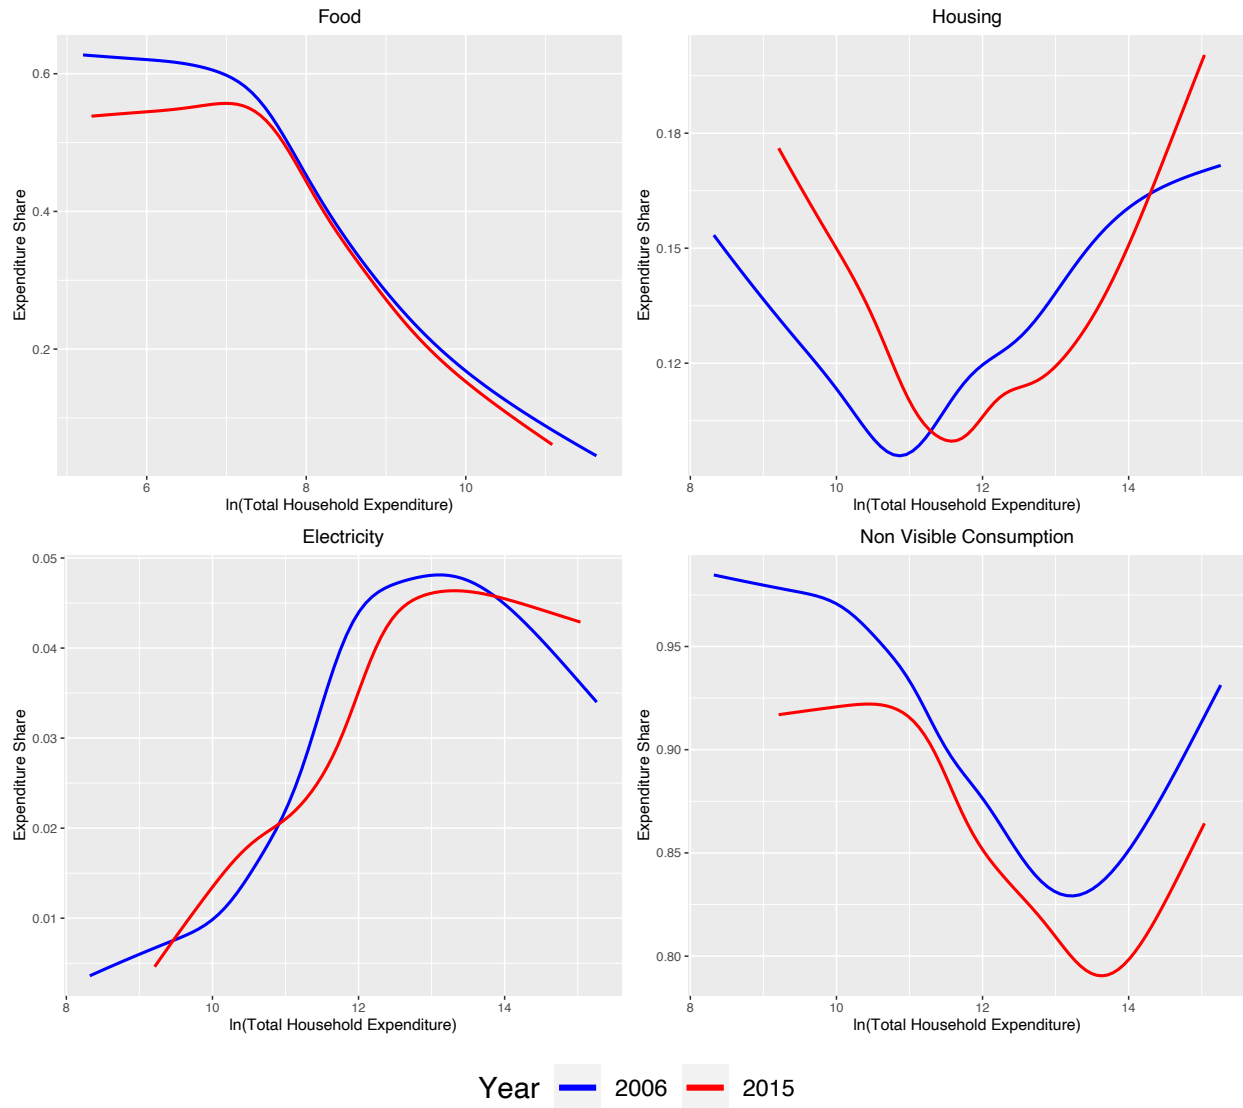 Food
Expenditure Share
0.6
0.4
0.2
6 8 10
ln(Total Household Expenditure)
Housing
Expenditure Share
0.18
0.15
0.12
8 10 12 14
ln(Total Household Expenditure)
Electricity
Expenditure Share
0.05
0.04
0.03
0.02
0.01
8 10 12 14
ln(Total Household Expenditure)
Non Visible Consumption
Expenditure Share
0.95
0.90
0.85
0.80
8 10 12 14
ln(Total Household Expenditure)
Year 2006 2015